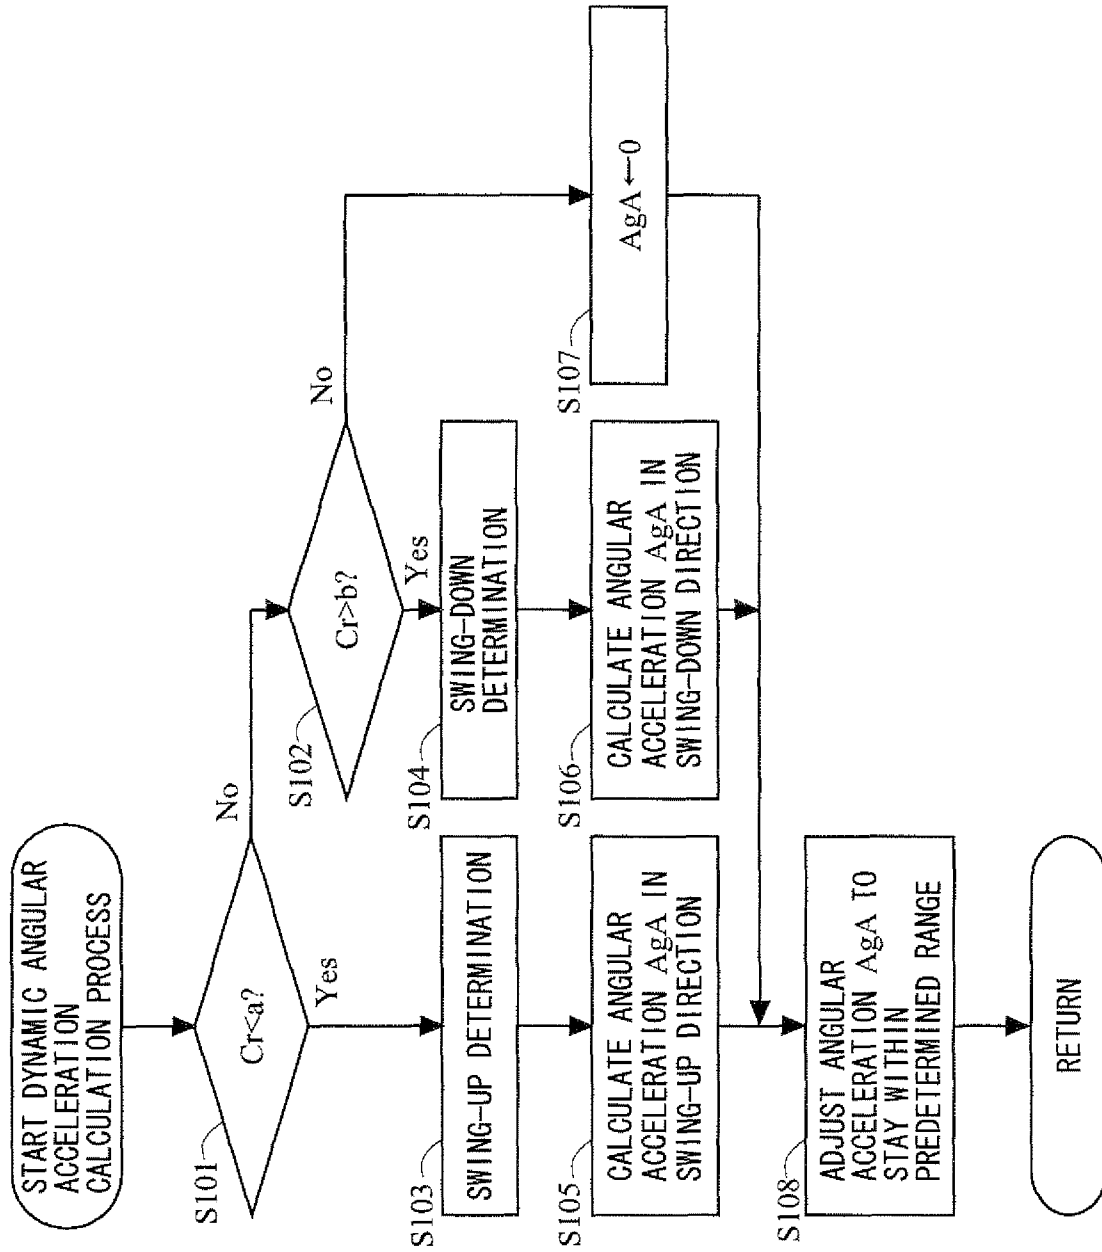 START DYNAMIC ANGULAR
ACCELERATION
CALCULATION PROCESS
S101
Cr<a?
No
Yes
S102
Cr>b?
No
Yes
S103
SWING-UP DETERMINATION
S104
SWING-DOWN
DETERMINATION
S105
CALCULATE ANGULAR
ACCELERATION AgA IN
SWING-UP DIRECTION
S106
CALCULATE ANGULAR
ACCELERATION AgA IN
SWING-DOWN DIRECTION
S107
AgA←0
S108
ADJUST ANGULAR
ACCELERATION AgA TO
STAY WITHIN
PREDETERMINED RANGE
RETURN